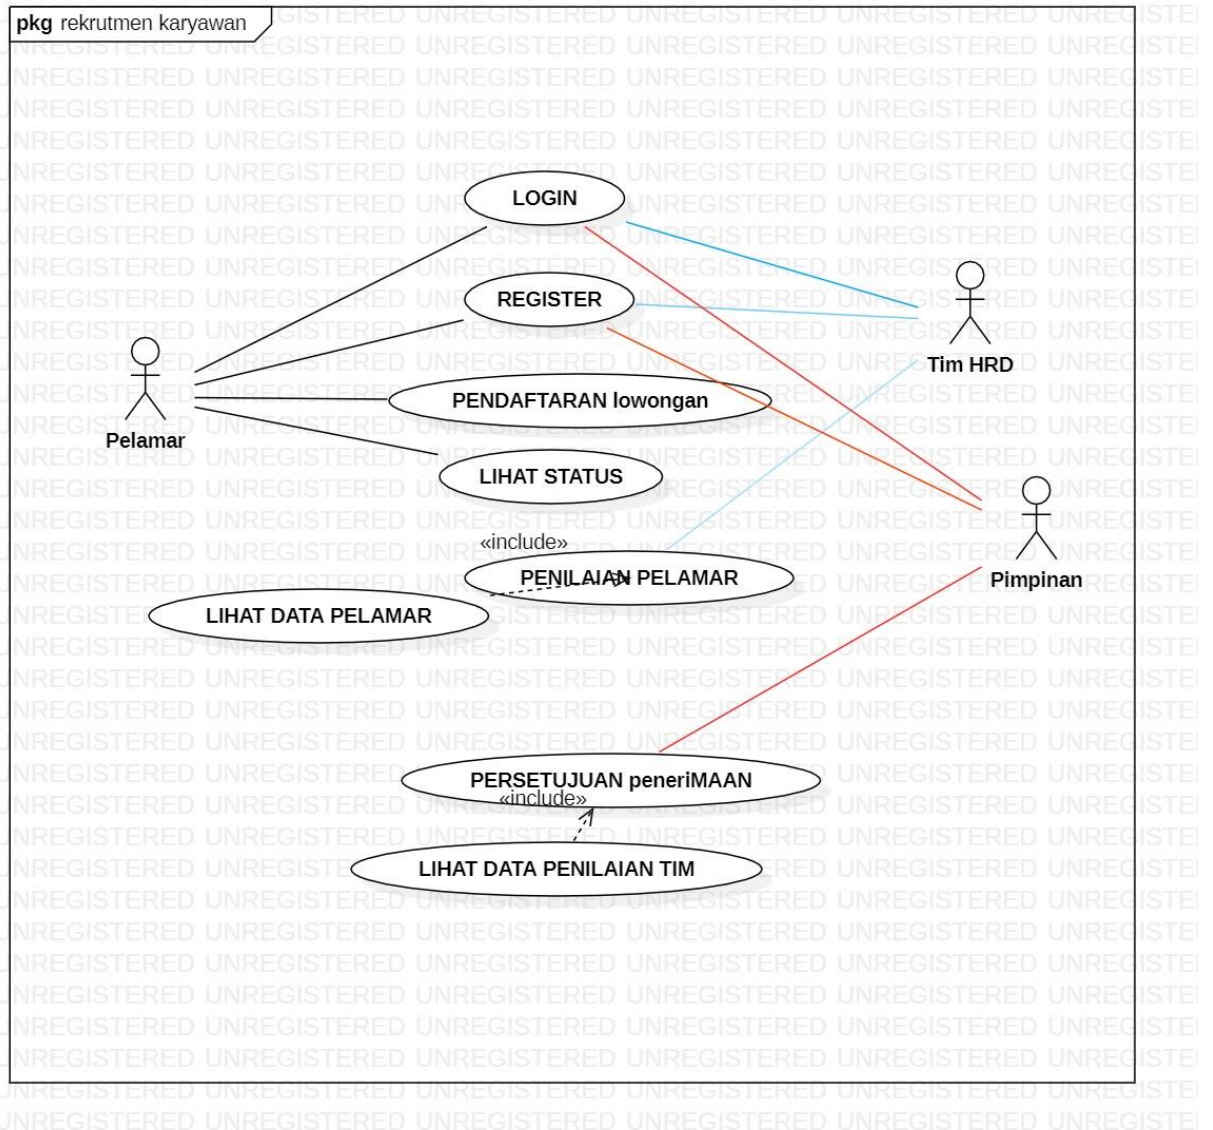 pkg rekrutmen karyawan
LOGIN
REGISTER
Tim HRD
PENDAFTARAN lowongan
Pelamar
LIHAT STATUS
«include»
PENILAIAN PELAMAR
Pimpinan
LIHAT DATA PELAMAR
PERSETUJUAN peneriMAAN
«include»
LIHAT DATA PENILAIAN TIM
UNREGISTERED